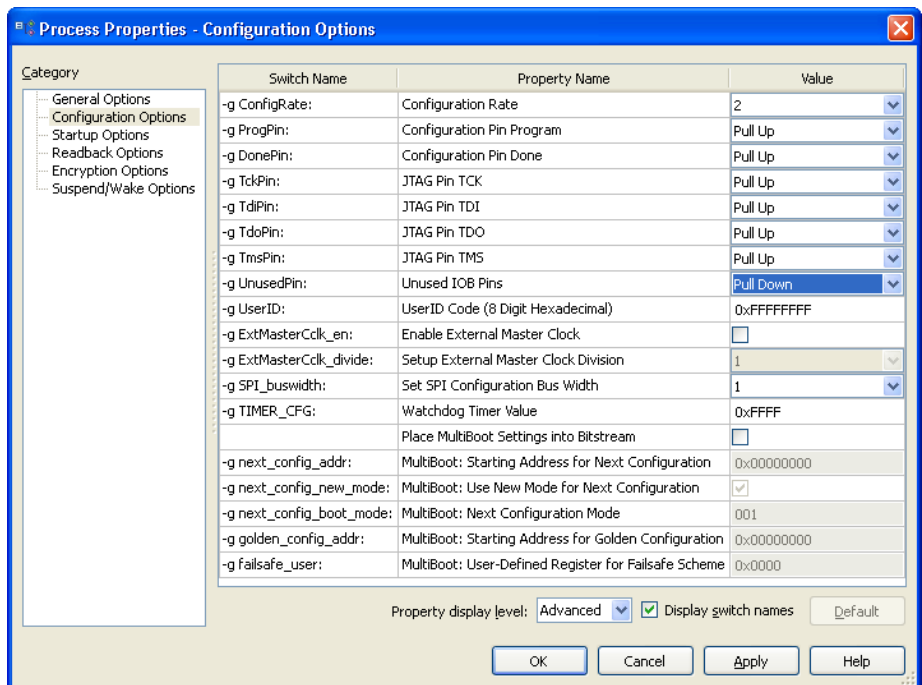 Process Properties - Configuration Options
Category
General Options
Configuration Options
Startup Options
Readback Options
Encryption Options
Suspend/Wake Options
Switch Name Property Name Value
-g ConfigRate: Configuration Rate 2
-g ProgPin: Configuration Pin Program Pull Up
-g DonePin: Configuration Pin Done Pull Up
-g TckPin: JTAG Pin TCK Pull Up
-g TdiPin: JTAG Pin TDI Pull Up
-g TdoPin: JTAG Pin TDO Pull Up
-g TmsPin: JTAG Pin TMS Pull Up
-g UnusedPin: Unused IOB Pins Pull Down
-g UserID: UserID Code (8 Digit Hexadecimal) 0xFFFFFFFF
-g ExtMasterCclk_en: Enable External Master Clock
-g ExtMasterCclk_divide: Setup External Master Clock Division 1
-g SPI_buswidth: Set SPI Configuration Bus Width 1
-g TIMER_CFG: Watchdog Timer Value 0xFFFF
Place MultiBoot Settings into Bitstream
-g next_config_addr: MultiBoot: Starting Address for Next Configuration 0x00000000
-g next_config_new_mode: MultiBoot: Use New Mode for Next Configuration
-g next_config_boot_mode: MultiBoot: Next Configuration Mode 001
-g golden_config_addr: MultiBoot: Starting Address for Golden Configuration 0x00000000
-g failsafe_user: MultiBoot: User-Defined Register for Failsafe Scheme 0x0000
Property display level: Advanced Display switch names Default
OK Cancel Apply Help